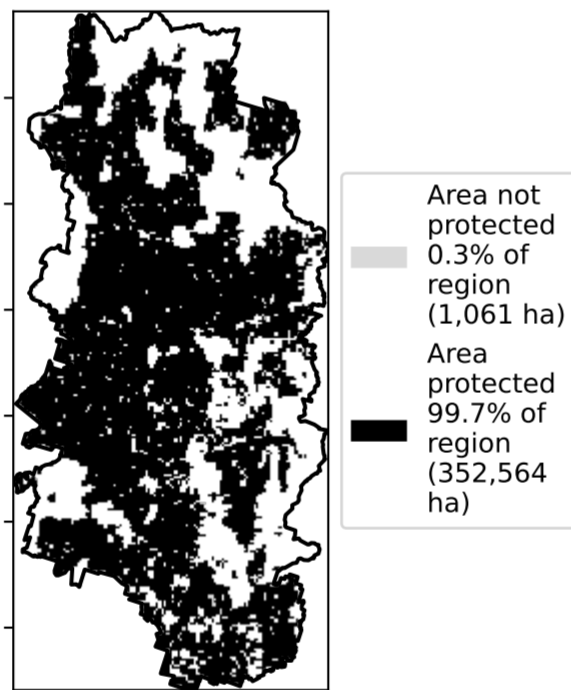 Area not
protected
0.3% of
region
(1,061 ha)
Area
protected
99.7% of
region
(352,564
ha)